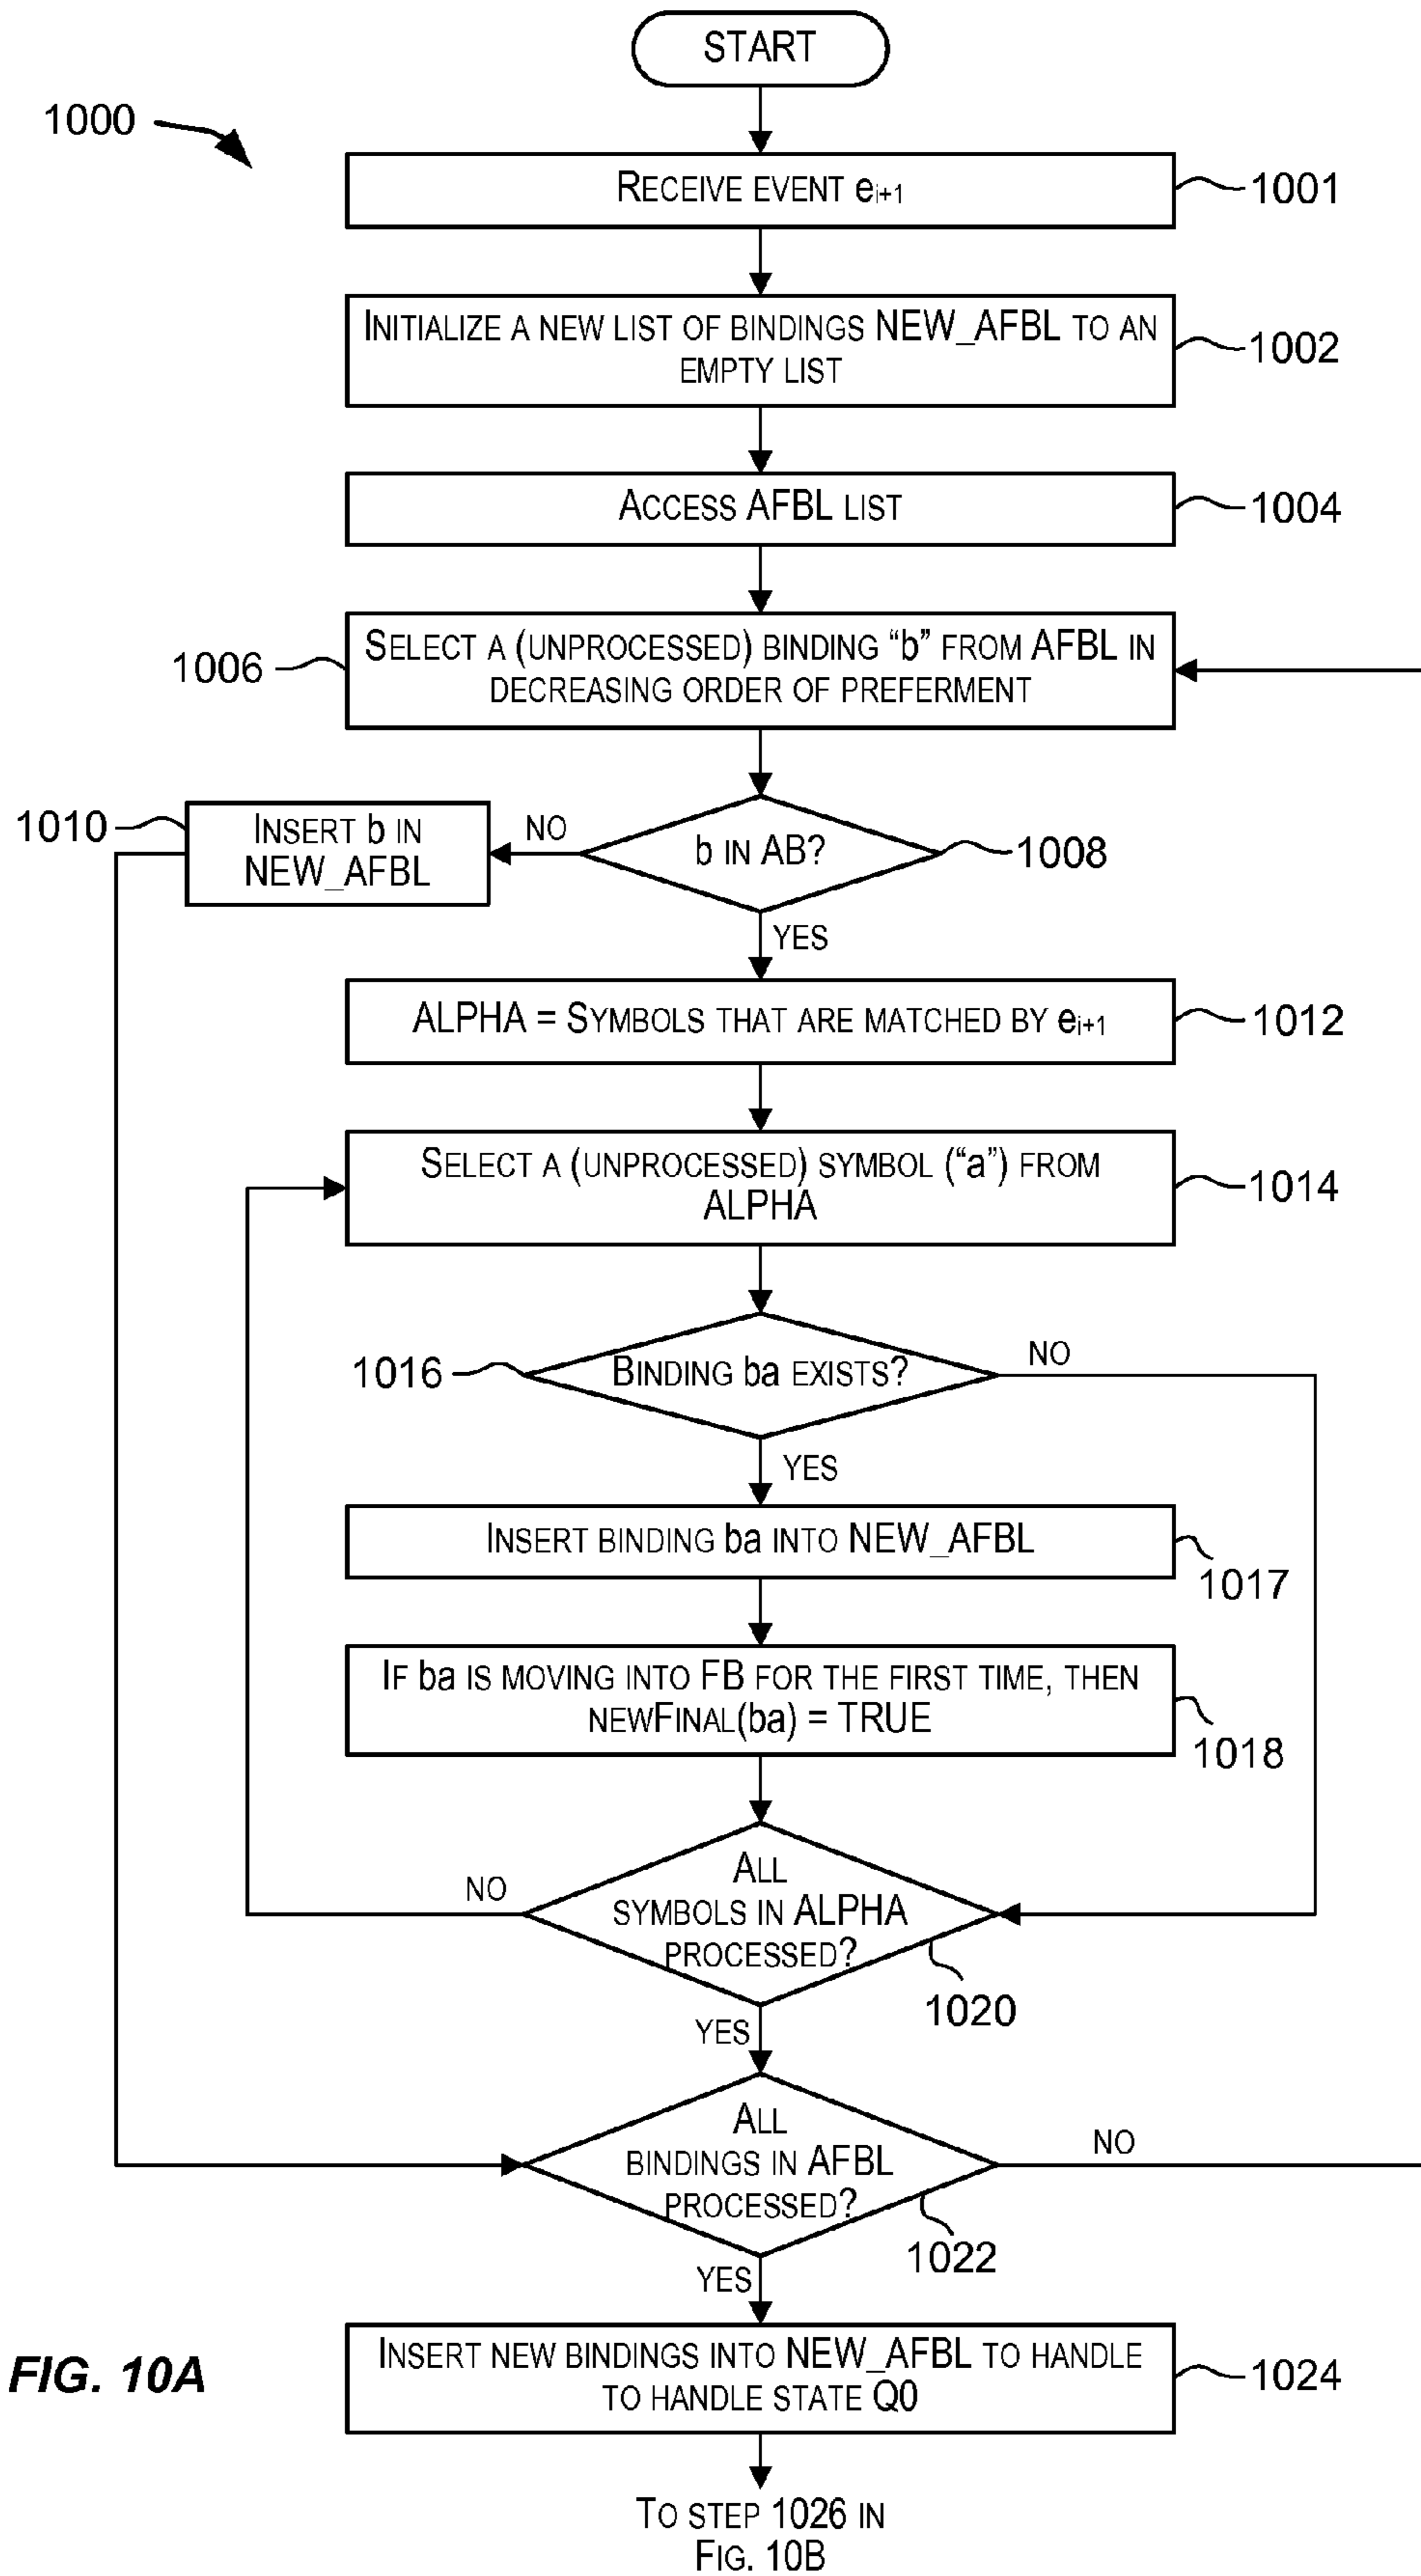 START
1000
RECEIVE EVENT ei+1
1001
INITIALIZE A NEW LIST OF BINDINGS NEW_AFBL TO AN
EMPTY LIST
1002
ACCESS AFBL LIST
1004
SELECT A (UNPROCESSED) BINDING “b” FROM AFBL IN
DECREASING ORDER OF PREFERMENT
1006
1010
INSERT b IN
NEW_AFBL
NO
b IN AB?
1008
YES
ALPHA = SYMBOLS THAT ARE MATCHED BY ei+1
1012
SELECT A (UNPROCESSED) SYMBOL (“a”) FROM
ALPHA
1014
1016
BINDING ba EXISTS?
NO
YES
INSERT BINDING ba INTO NEW_AFBL
1017
IF ba IS MOVING INTO FB FOR THE FIRST TIME, THEN
NEWFINAL(ba) = TRUE
1018
NO
ALL
SYMBOLS IN ALPHA
PROCESSED?
1020
YES
ALL
BINDINGS IN AFBL
PROCESSED?
NO
1022
YES
INSERT NEW BINDINGS INTO NEW_AFBL TO HANDLE
TO HANDLE STATE Q0
1024
FIG. 10A
TO STEP 1026 IN
FIG. 10B